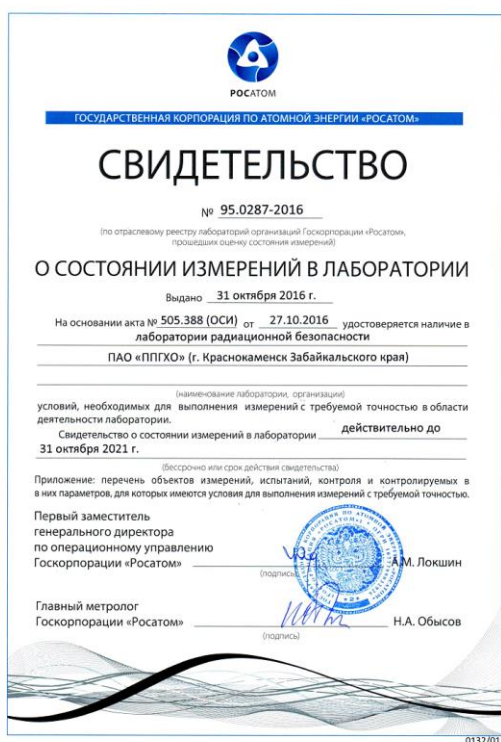 РОСАТОМ
ГОСУДАРСТВЕННАЯ КОРПОРАЦИЯ ПО АТОМНОЙ ЭНЕРГИИ «РОСАТОМ»
СВИДЕТЕЛЬСТВО
№ 95.0287-2016
(по отраслевому реестру лабораторий организаций Госкорпорации «Росатом»,
прошедших оценку состояния измерений)
О СОСТОЯНИИ ИЗМЕРЕНИЙ В ЛАБОРАТОРИИ
Выдано 31 октября 2016 г.
На основании акта № 505.388 (ОСИ) от 27.10.2016 удостоверяется наличие в
лаборатории радиационной безопасности
ПАО «ППГХО» (г. Краснокаменск Забайкальского края)
(наименование лаборатории, организации)
условий, необходимых для выполнения измерений с требуемой точностью в области
деятельности лаборатории.
Свидетельство о состоянии измерений в лаборатории действительно до
31 октября 2021 г.
(бессрочно или срок действия свидетельства)
Приложение: перечень объектов измерений, испытаний, контроля и контролируемых в
в них параметров, для которых имеются условия для выполнения измерений с требуемой точностью.
Первый заместитель
генерального директора
по операционному управлению
Госкорпорации «Росатом» А.М. Локшин
(подпись)
Главный метролог
Госкорпорации «Росатом» Н.А. Обысов
(подпись)
0132/01